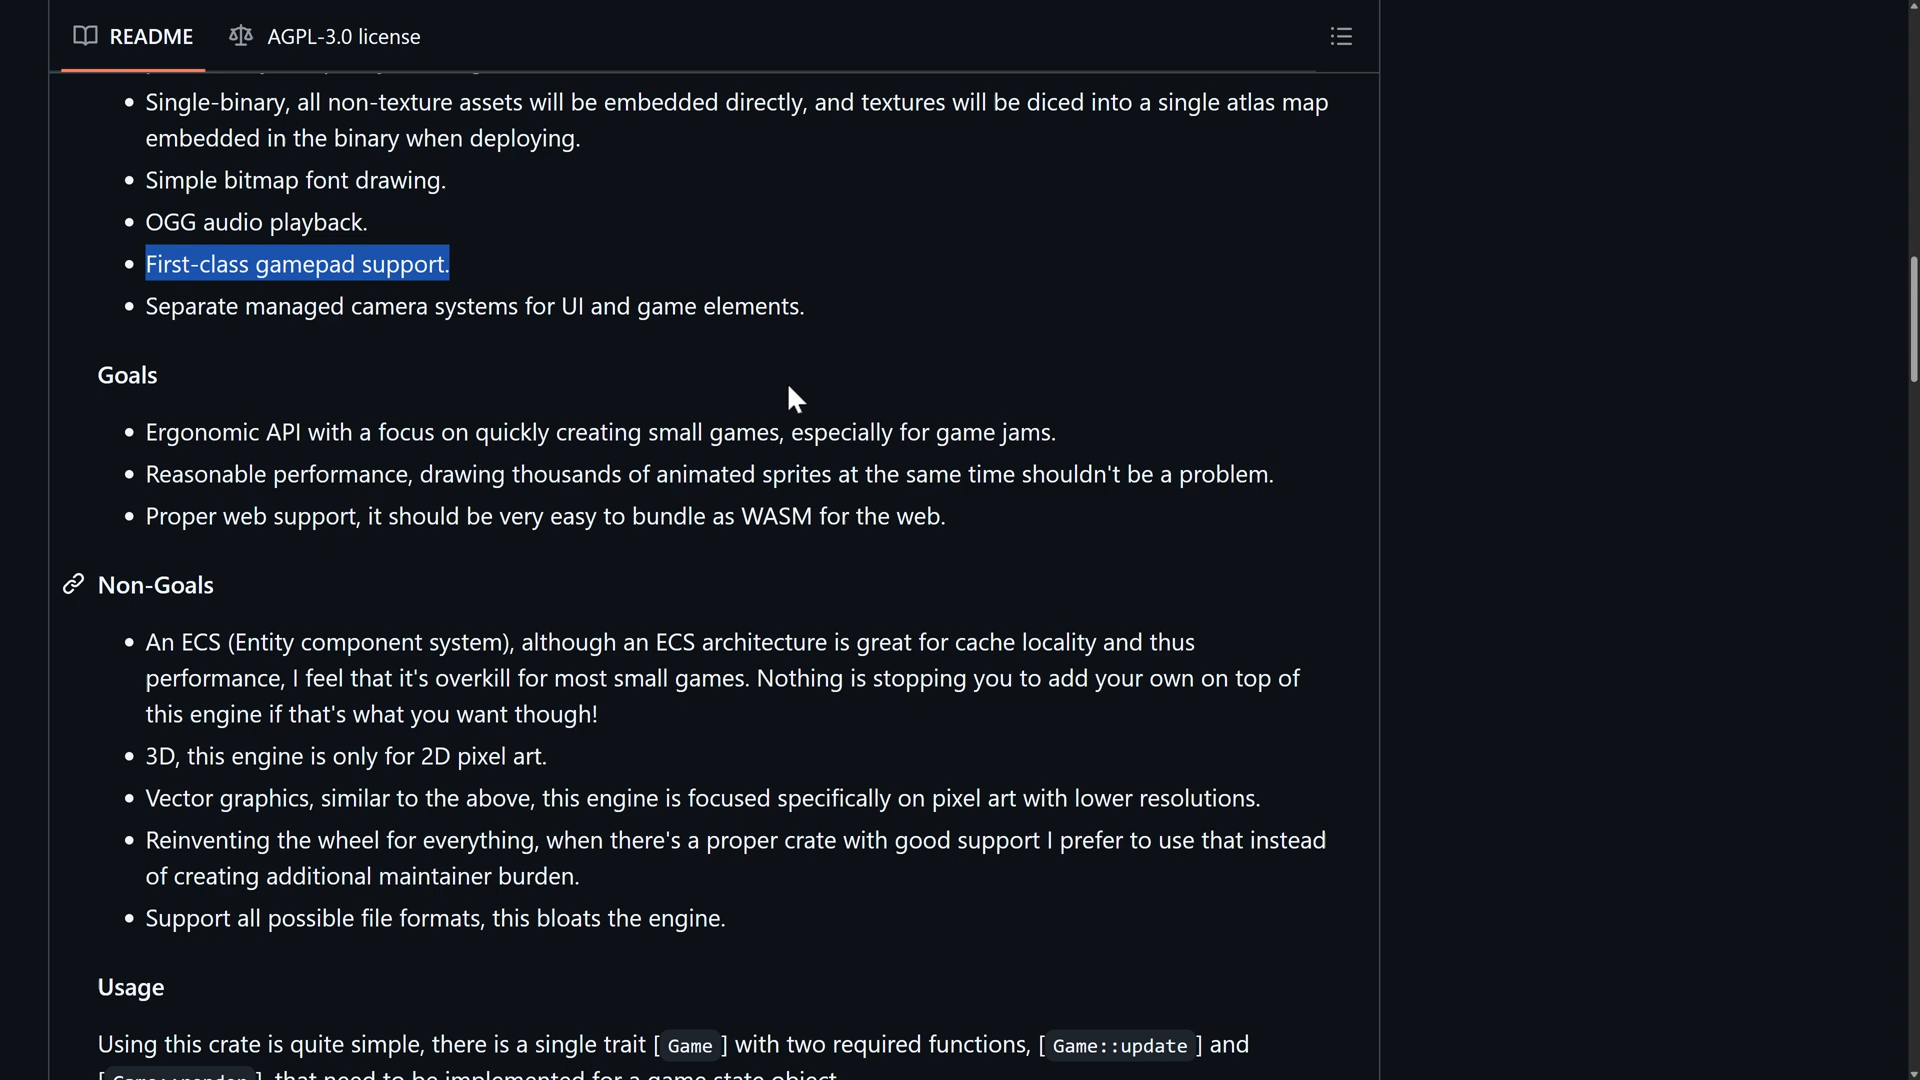 README
AGPL-3.0 license
Single-binary, all non-texture assets will be embedded directly, and textures will be diced into a single atlas map
embedded in the binary when deploying.
Simple bitmap font drawing.
OGG audio playback.
First-class gamepad support.
Separate managed camera systems for UI and game elements.
Goals
Ergonomic API with a focus on quickly creating small games, especially for game jams.
Reasonable performance, drawing thousands of animated sprites at the same time shouldn't be a problem.
Proper web support, it should be very easy to bundle as WASM for the web.
Non-Goals
An ECS (Entity component system), although an ECS architecture is great for cache locality and thus
performance, I feel that it's overkill for most small games. Nothing is stopping you to add your own on top of
this engine if that's what you want though!
3D, this engine is only for 2D pixel art.
Vector graphics, similar to the above, this engine is focused specifically on pixel art with lower resolutions.
Reinventing the wheel for everything, when there's a proper crate with good support I prefer to use that instead
of creating additional maintainer burden.
Support all possible file formats, this bloats the engine.
Usage
Using this crate is quite simple, there is a single trait [ Game ] with two required functions, [ Game::update ] and
that need to be implemented for a game state object